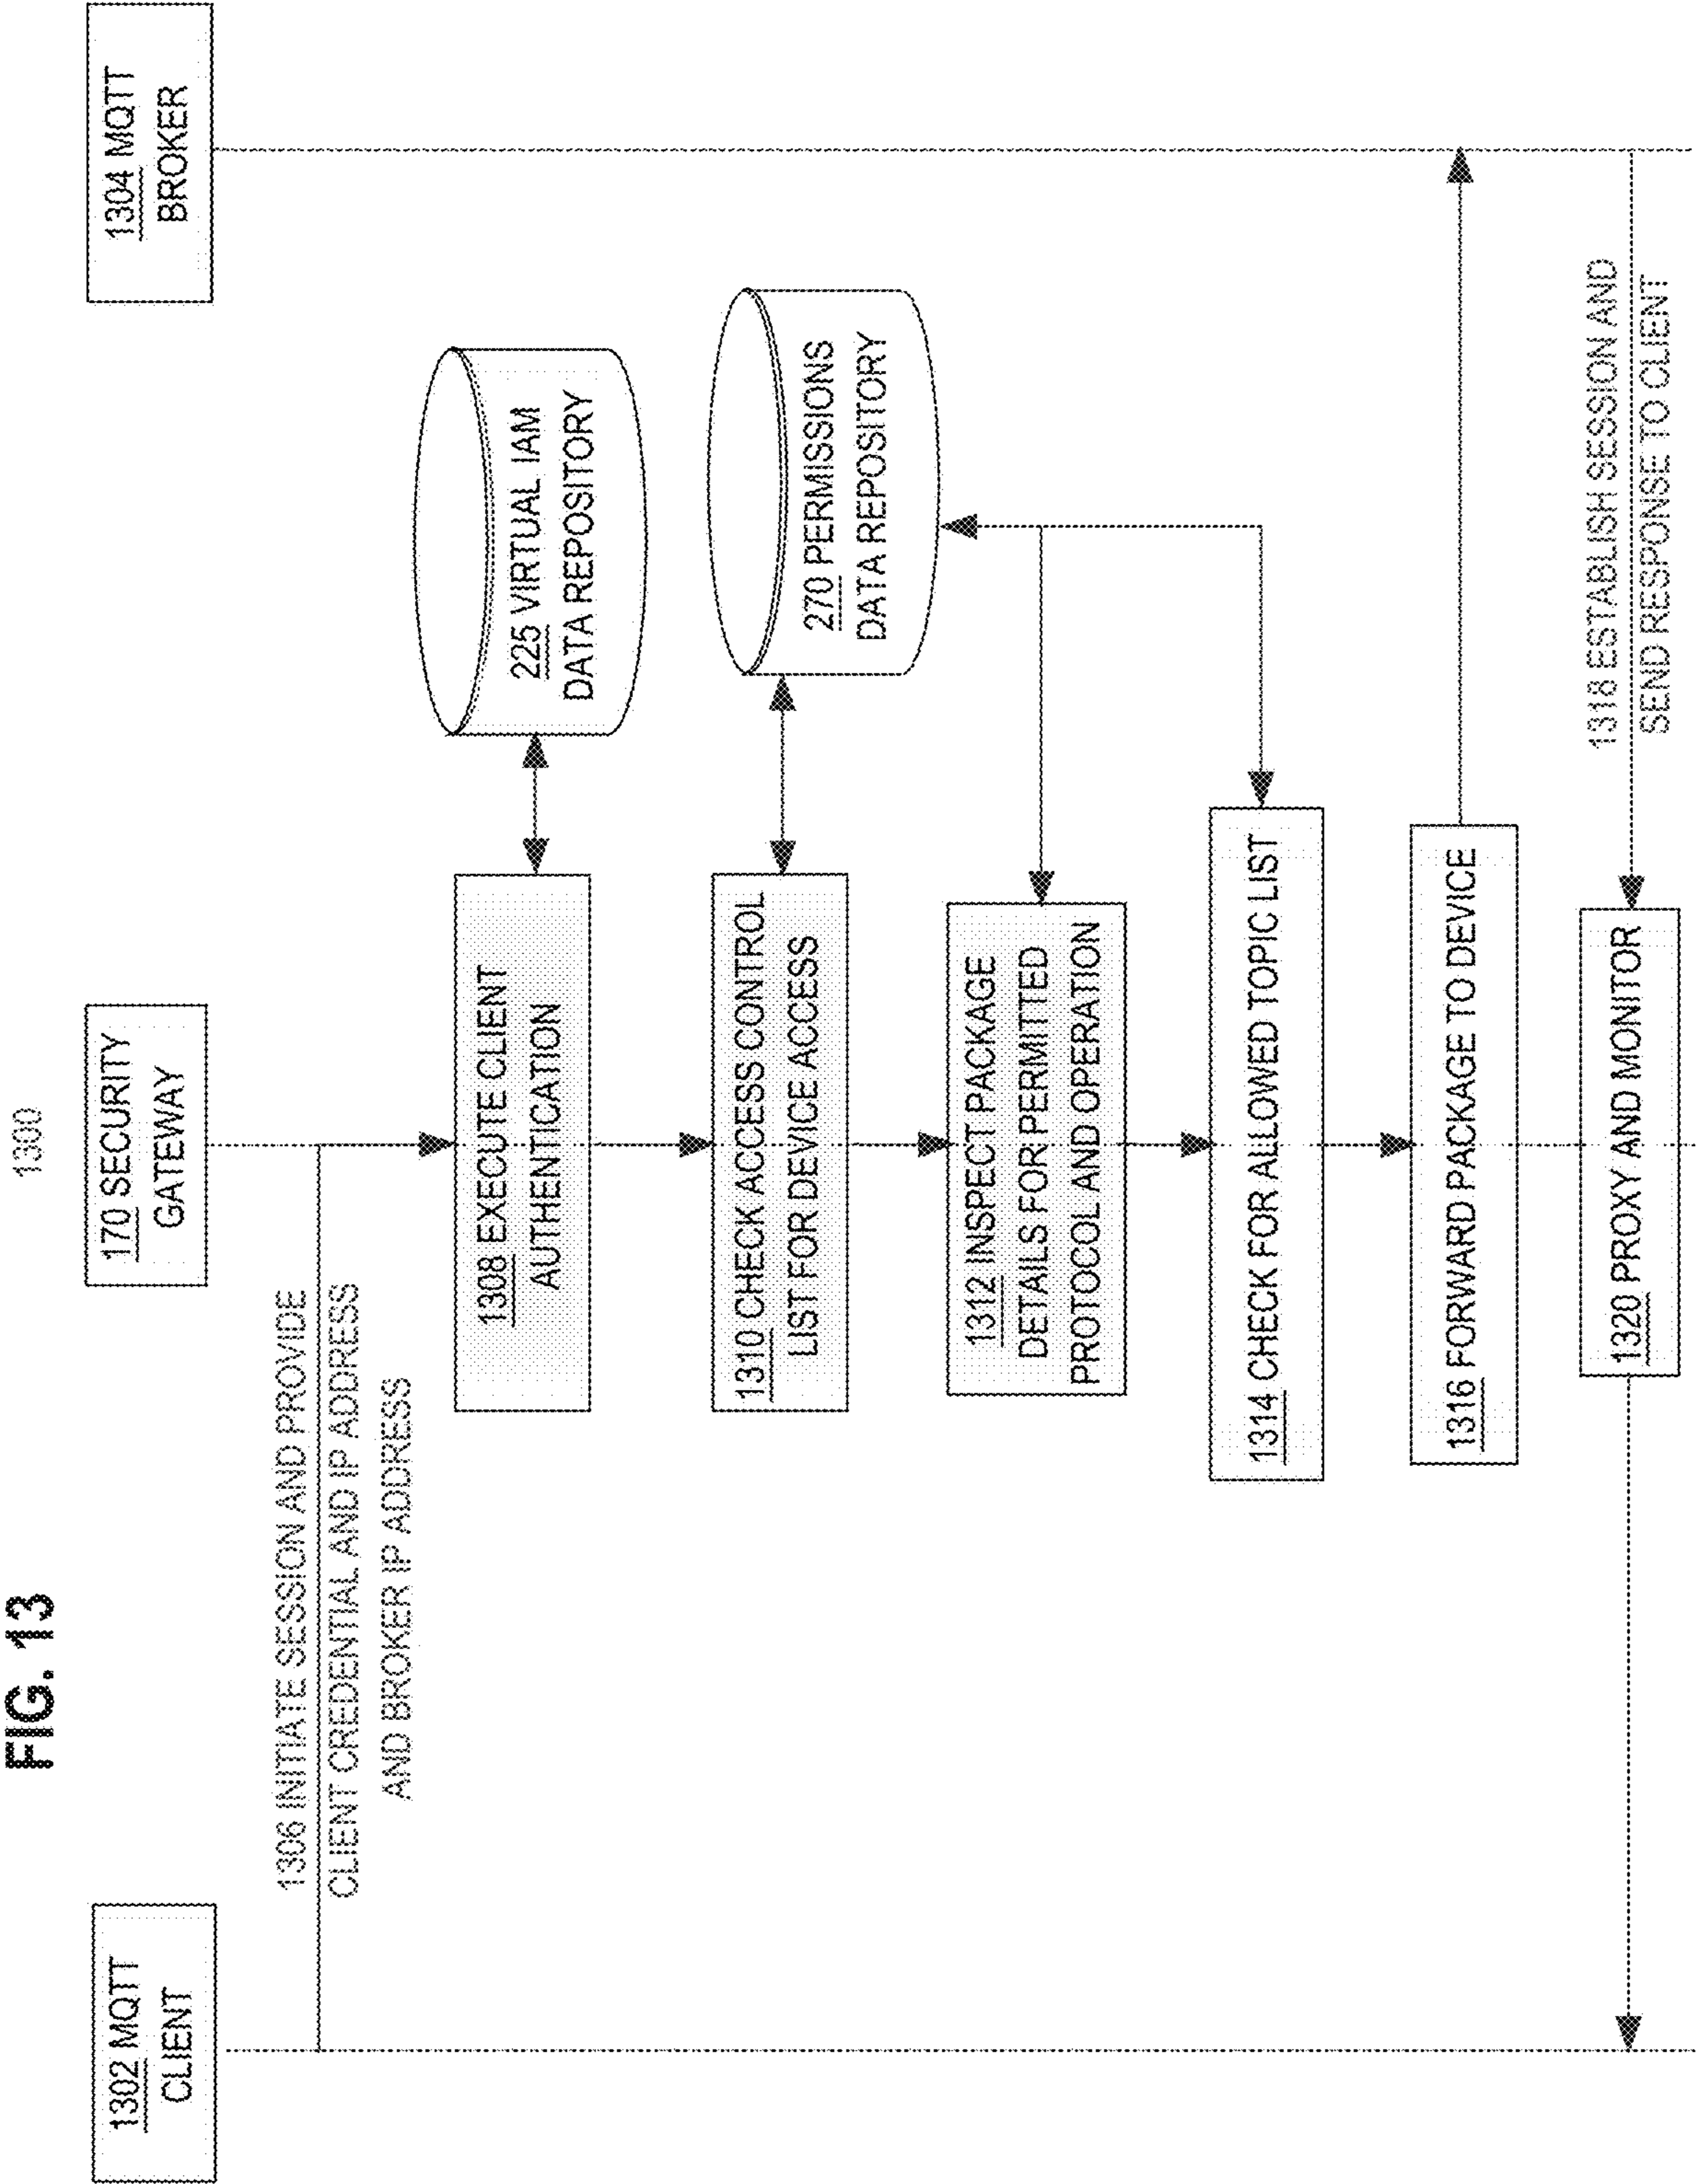 FIG. 13
1300
1302 MQTT
CLIENT
170 SECURITY
GATEWAY
1304 MQTT
BROKER
1306 INITIATE SESSION AND PROVIDE
CLIENT CREDENTIAL AND IP ADDRESS
AND BROKER IP ADDRESS
1308 EXECUTE CLIENT
AUTHENTICATION
225 VIRTUAL IAM
DATA REPOSITORY
1310 CHECK ACCESS CONTROL
LIST FOR DEVICE ACCESS
270 PERMISSIONS
DATA REPOSITORY
1312 INSPECT PACKAGE
DETAILS FOR PERMITTED
PROTOCOL AND OPERATION
1314 CHECK FOR ALLOWED TOPIC LIST
1316 FORWARD PACKAGE TO DEVICE
1318 ESTABLISH SESSION AND
SEND RESPONSE TO CLIENT
1320 PROXY AND MONITOR